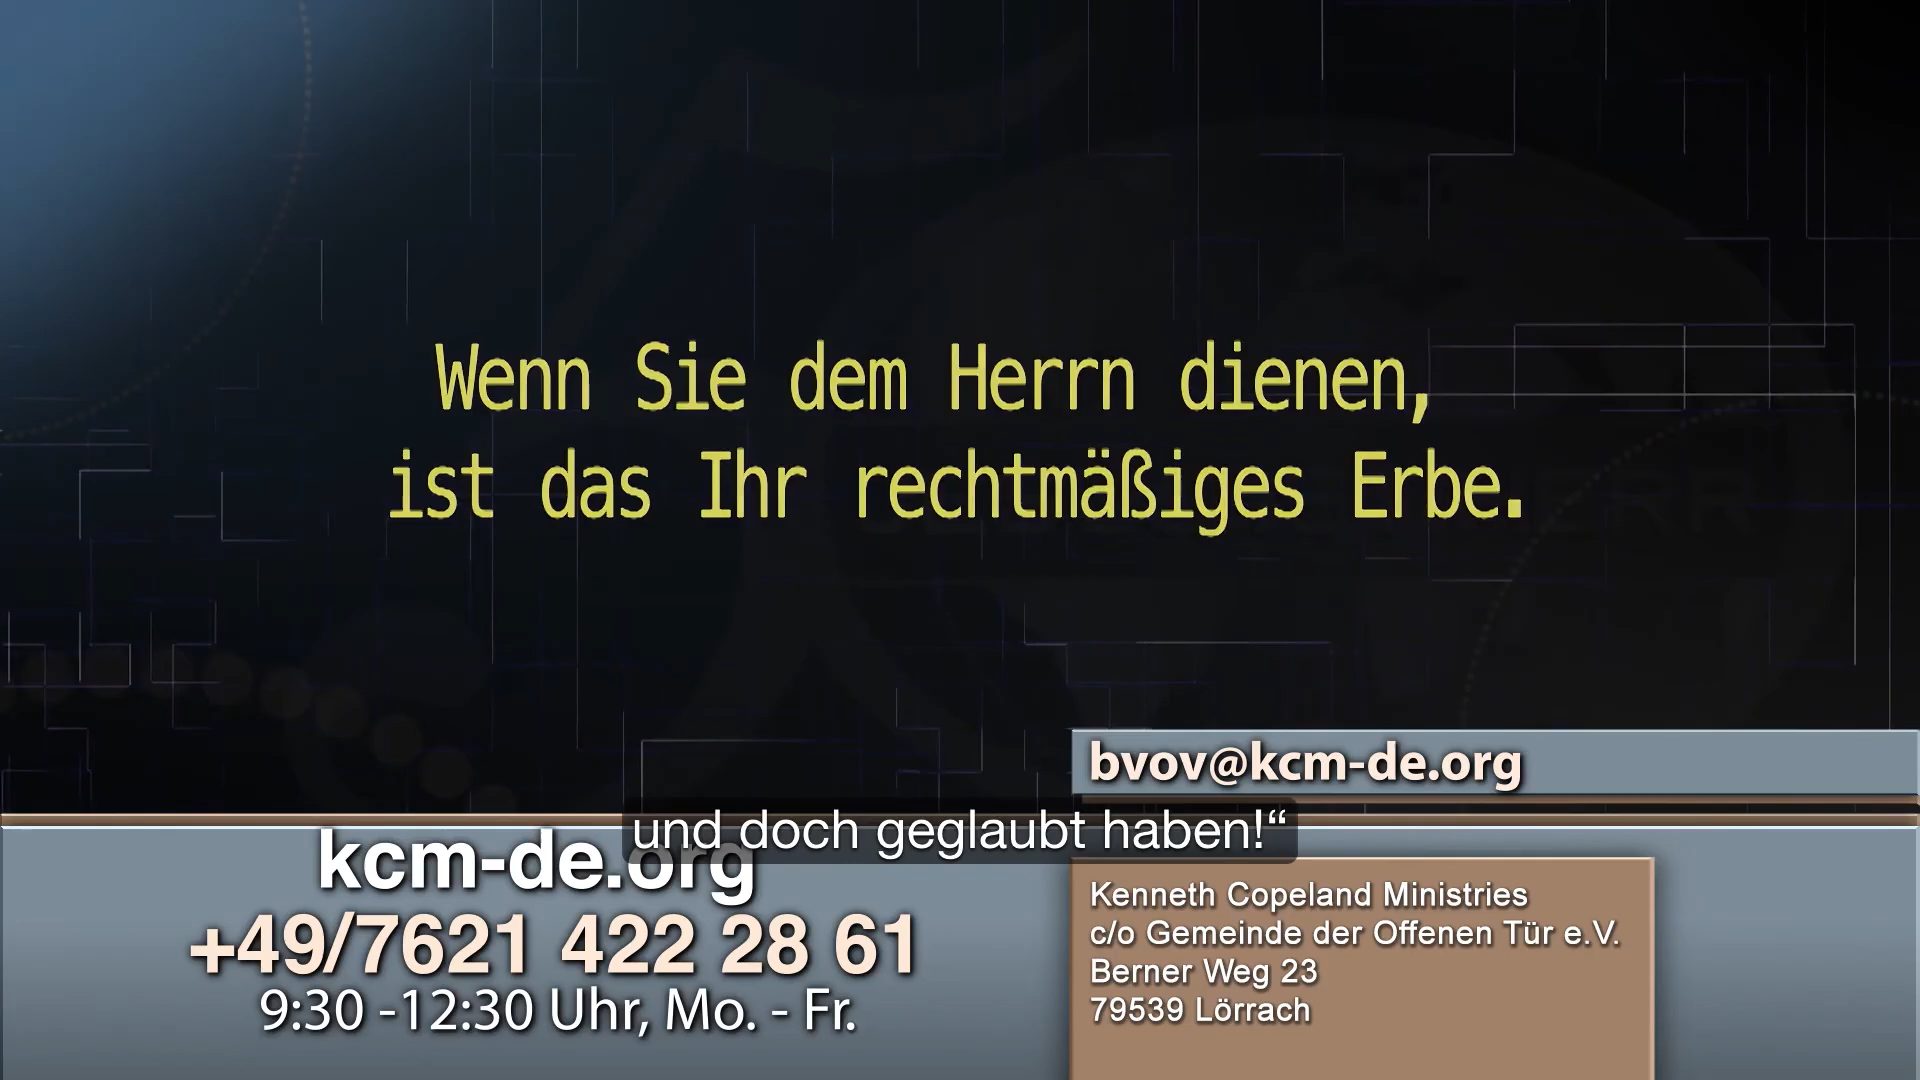 Wenn Sie dem Herrn dienen,
ist das Ihr rechtmäßiges Erbe.
bvov@kcm-de.org
und doch geglaubt haben!“
kcm-de.org
+49/7621 422 28 61
9:30 -12:30 Uhr, Mo. - Fr.
Kenneth Copeland Ministries
c/o Gemeinde der Offenen Tür e.V.
Berner Weg 23
79539 Lörrach